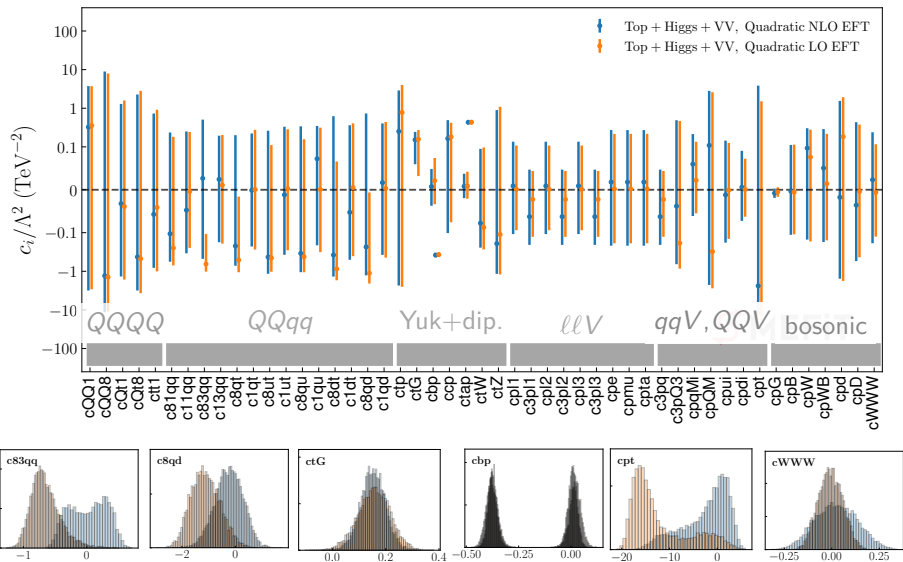 Top + Higgs + VV, Quadratic NLO EFT
Top + Higgs + VV, Quadratic LO EFT
100
10
1
0.1
0
−0.1
−1
−10
−100
c_i/Λ² (TeV⁻²)
QQQQ QQqq Yuk+dip. ℓℓV qqV, QQV bosonic
cQQ1 cQQ8 cQt1 cQt8 ctt1 c81qq c11qq c83qq c13qq c8qt c1qt c8ut c1ut c8qu c1qu c8dt c1dt c8qd c1qd ctp ctG cbp ccp ctap ctW ctZ cpl1 c3pl1 cpl2 c3pl2 cpl3 c3pl3 cpe cpmu cpta c3pq c3pQ3 cpqMi cpQM cpui cpdi cpt cpG cpB cpW cpWB cpd cpD cWWW
c83qq c8qd ctG cbp cpt cWWW
−1 0 −2 0 0.0 0.2 0.4 −0.50 −0.25 0.00 −20 −10 0 −0.25 0.00 0.25